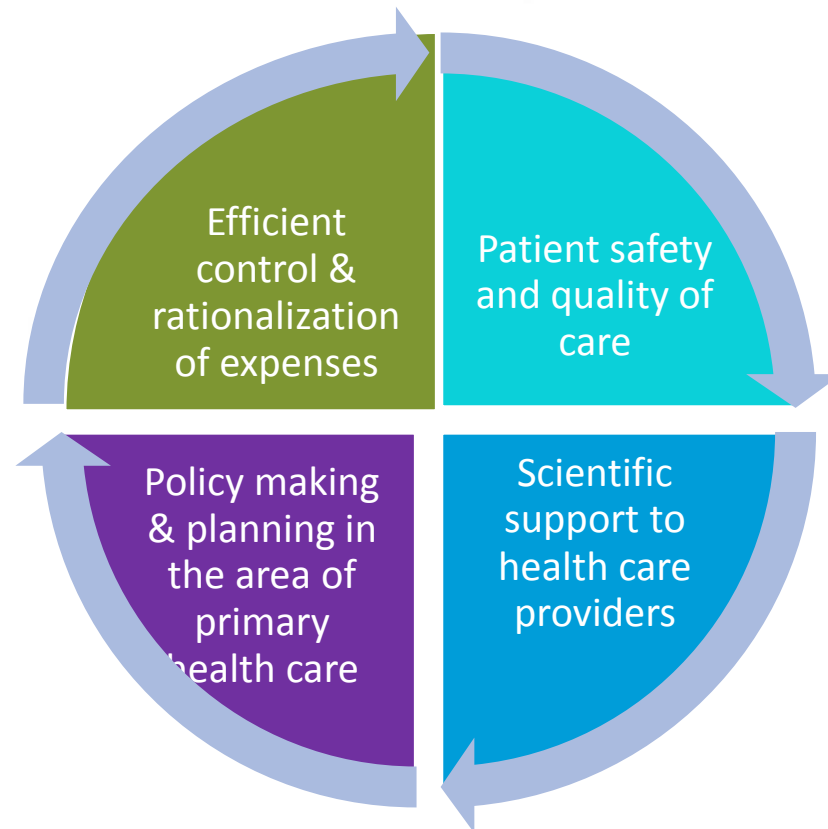 Efficient
control &
rationalization
of expenses
Patient safety
and quality of
care
Policy making
& planning in
the area of
primary
health care
Scientific
support to
health care
providers